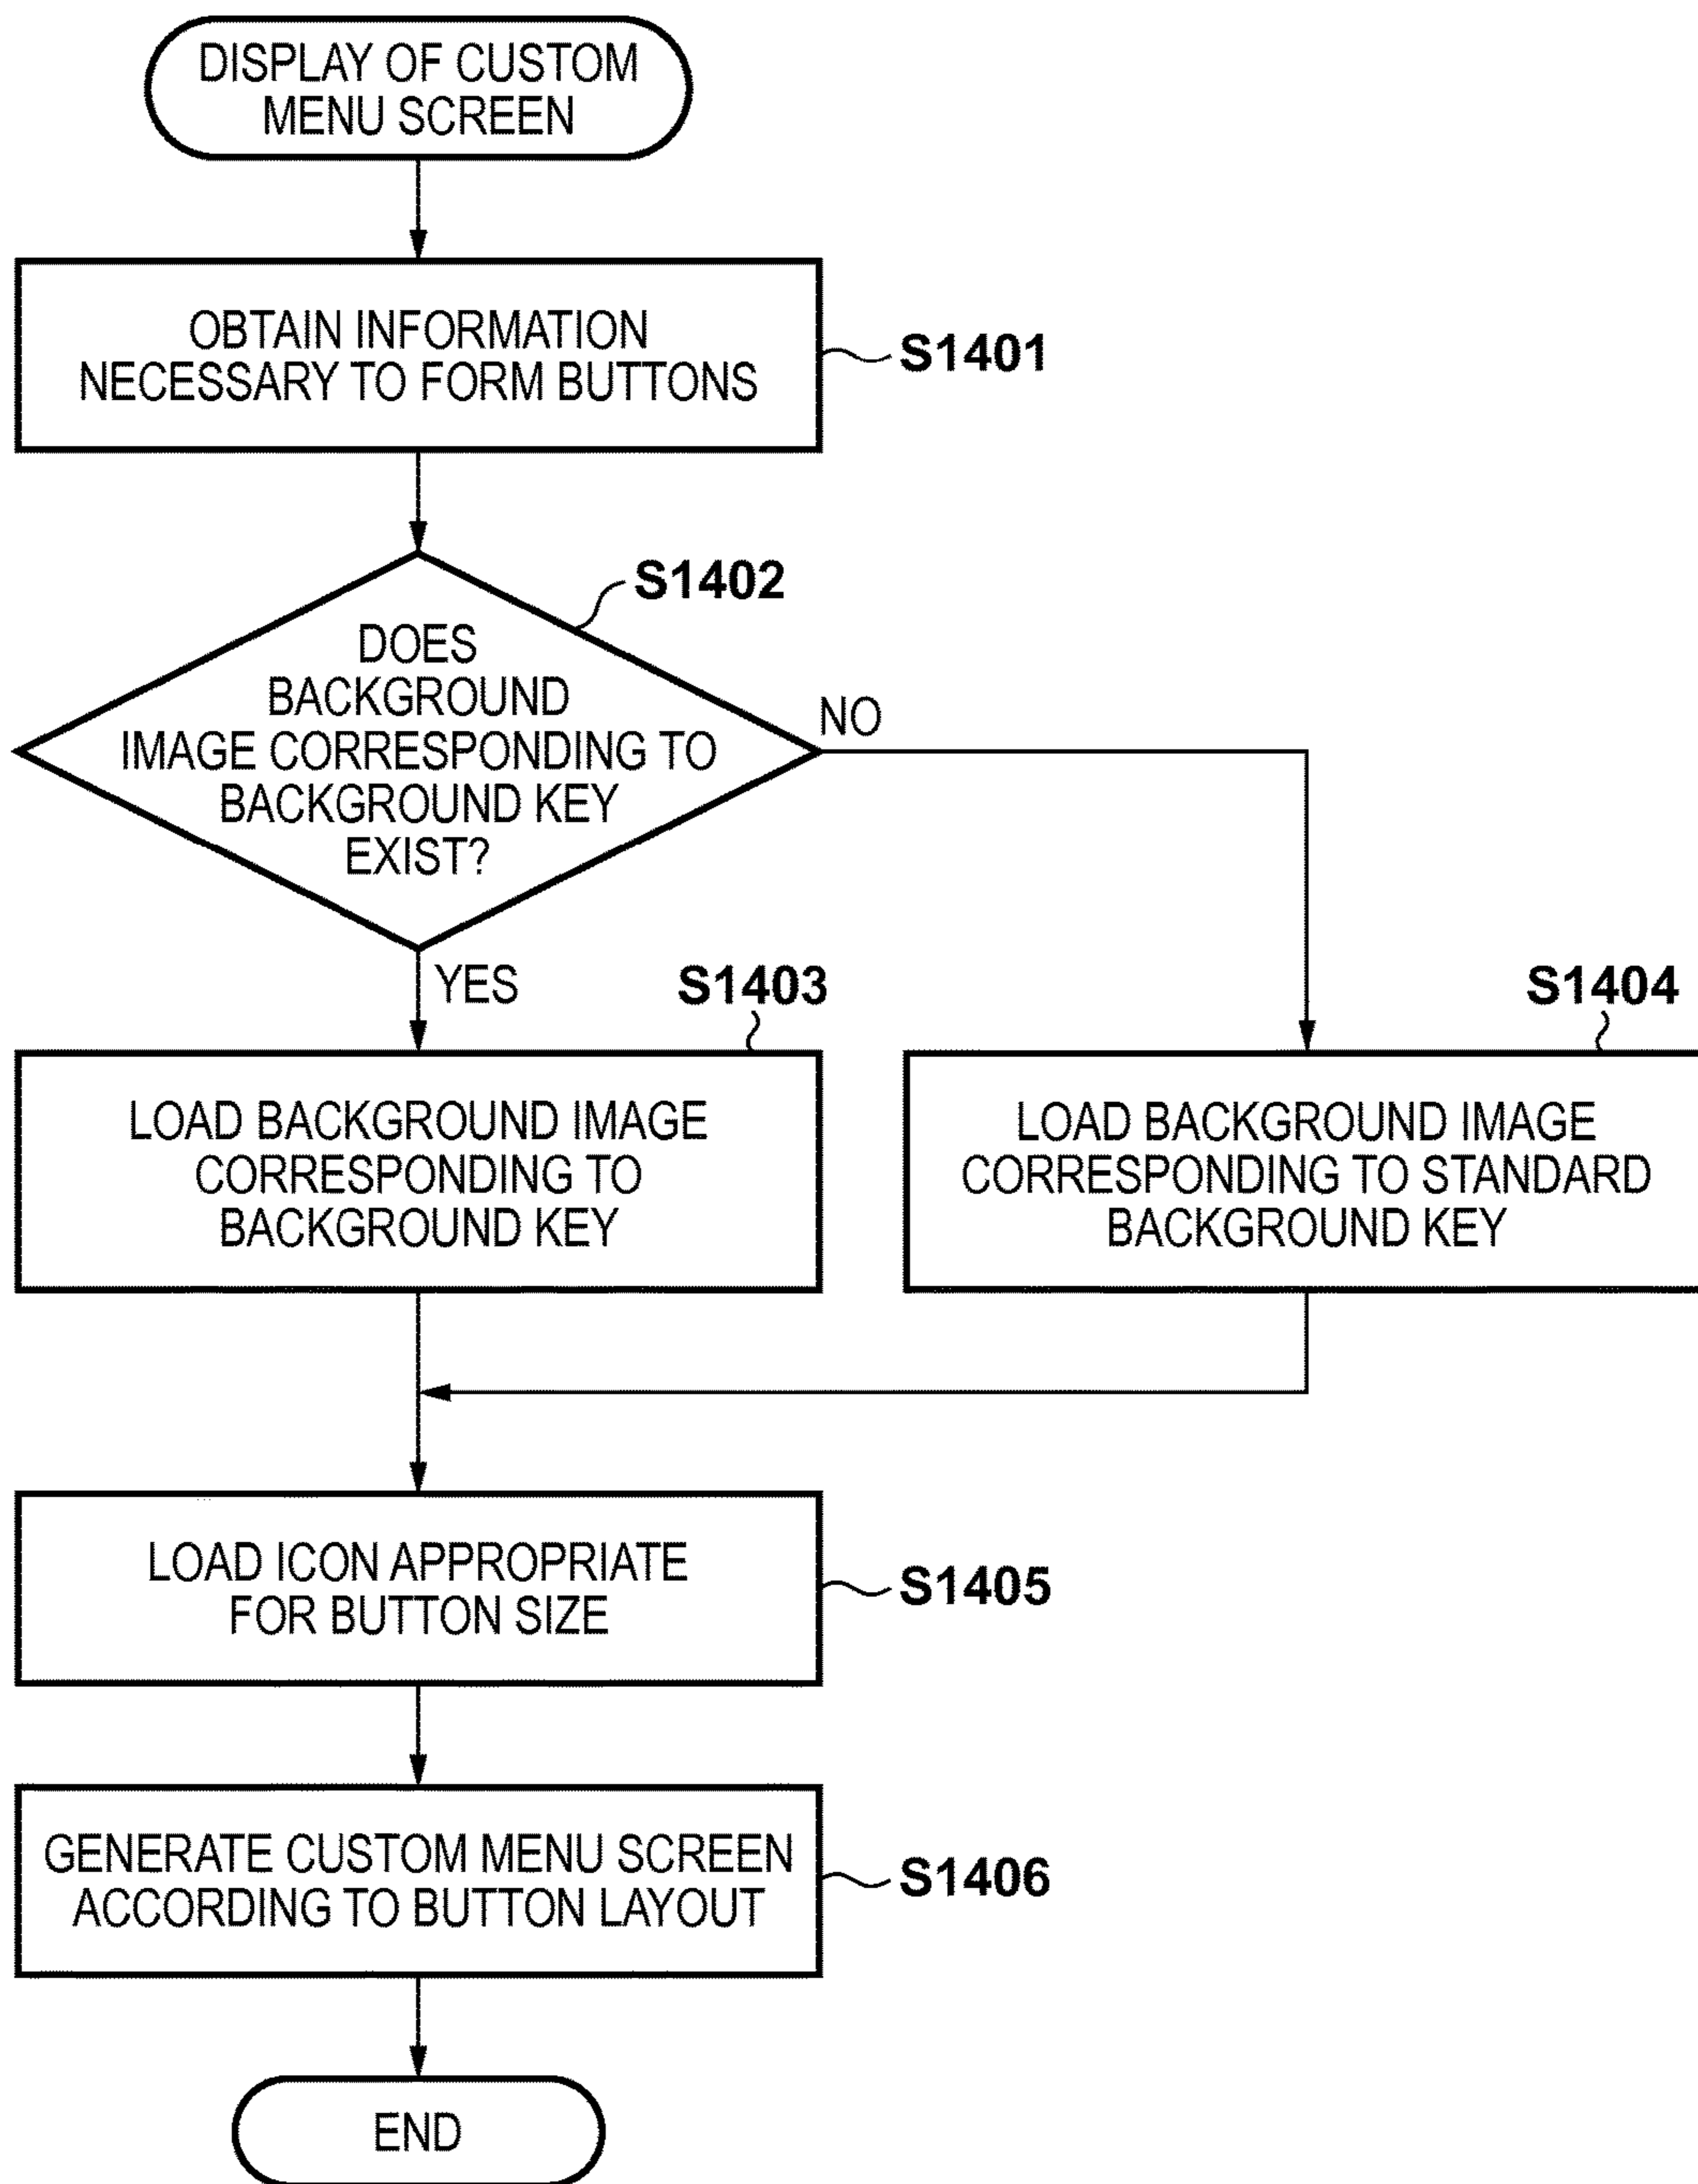 DISPLAY OF CUSTOM
MENU SCREEN
OBTAIN INFORMATION
NECESSARY TO FORM BUTTONS
S1401
S1402
DOES
BACKGROUND
IMAGE CORRESPONDING TO
BACKGROUND KEY
EXIST?
NO
YES
S1403
LOAD BACKGROUND IMAGE
CORRESPONDING TO
BACKGROUND KEY
S1404
LOAD BACKGROUND IMAGE
CORRESPONDING TO STANDARD
BACKGROUND KEY
LOAD ICON APPROPRIATE
FOR BUTTON SIZE
S1405
GENERATE CUSTOM MENU SCREEN
ACCORDING TO BUTTON LAYOUT
S1406
END